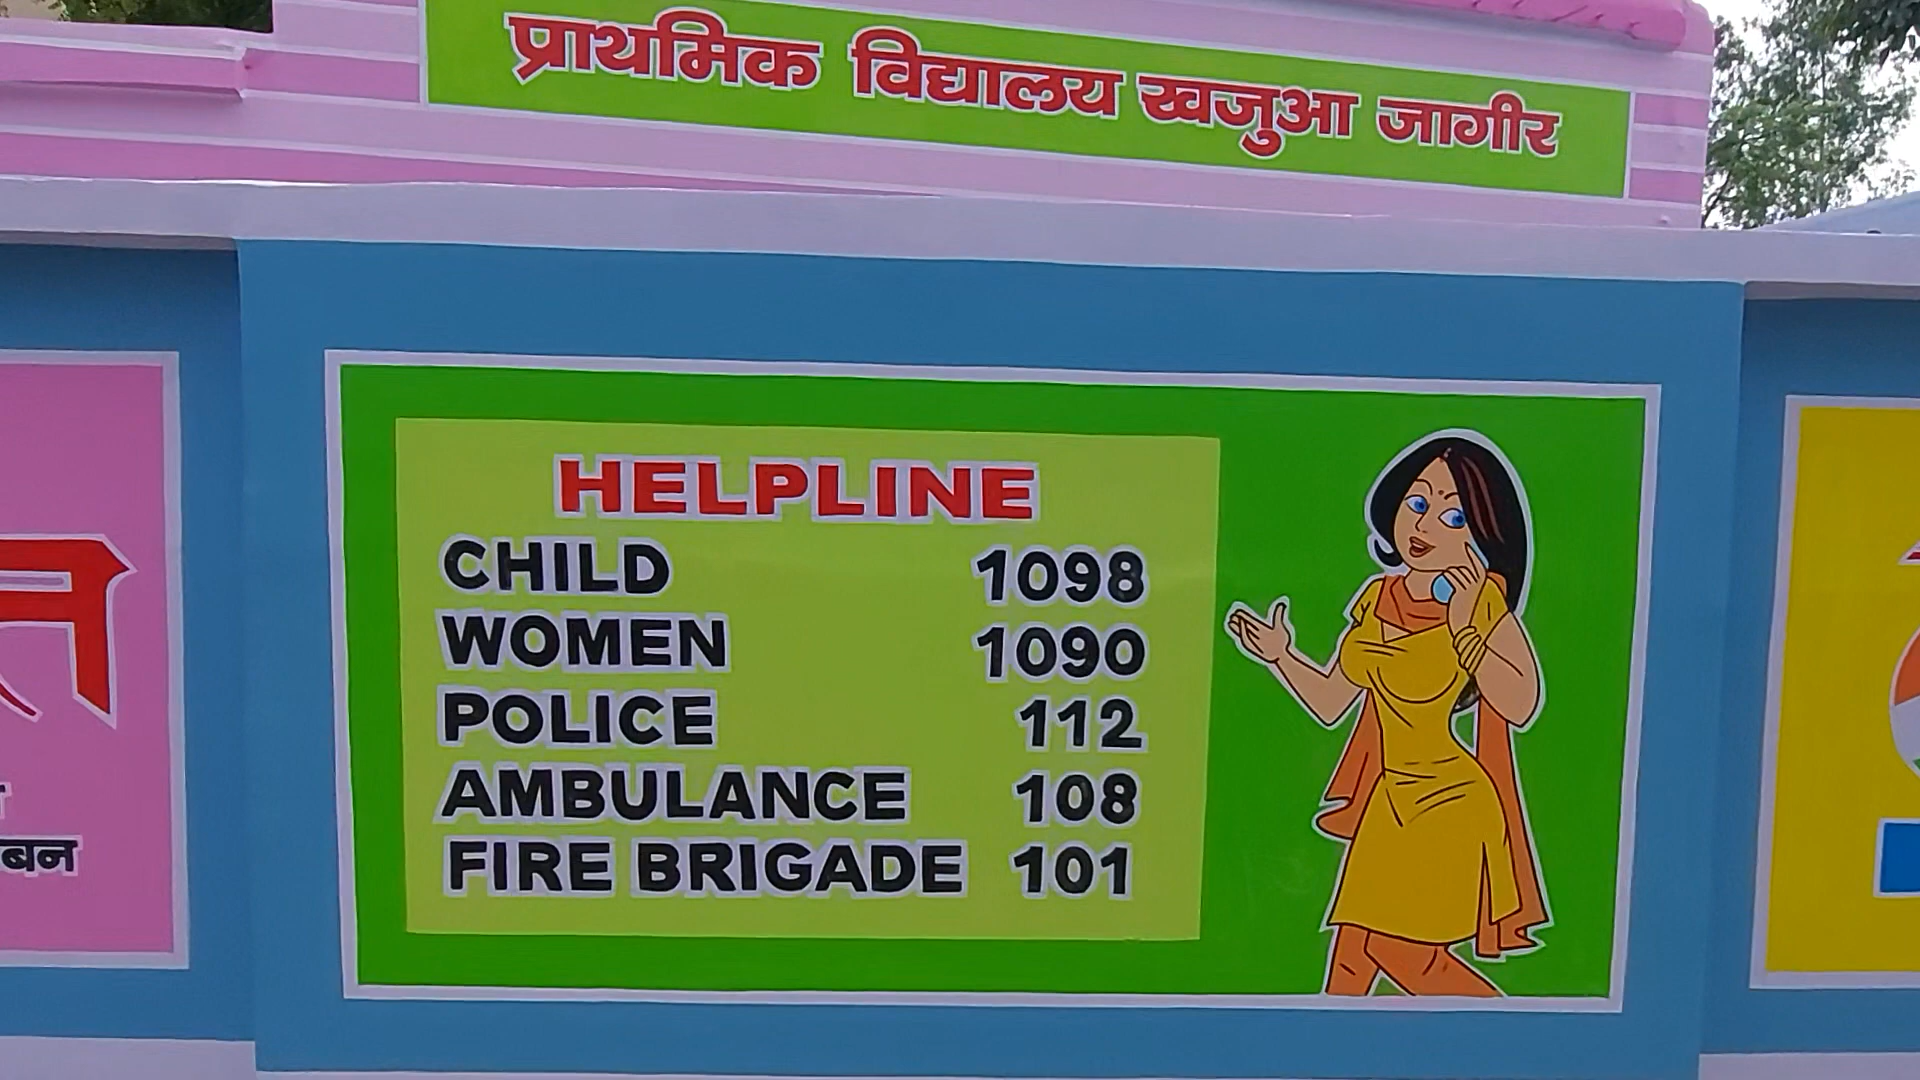 प्राथमिक विद्यालय खजुआ जागीर
HELPLINE
CHILD 1098
WOMEN 1090
POLICE 112
AMBULANCE 108
FIRE BRIGADE 101